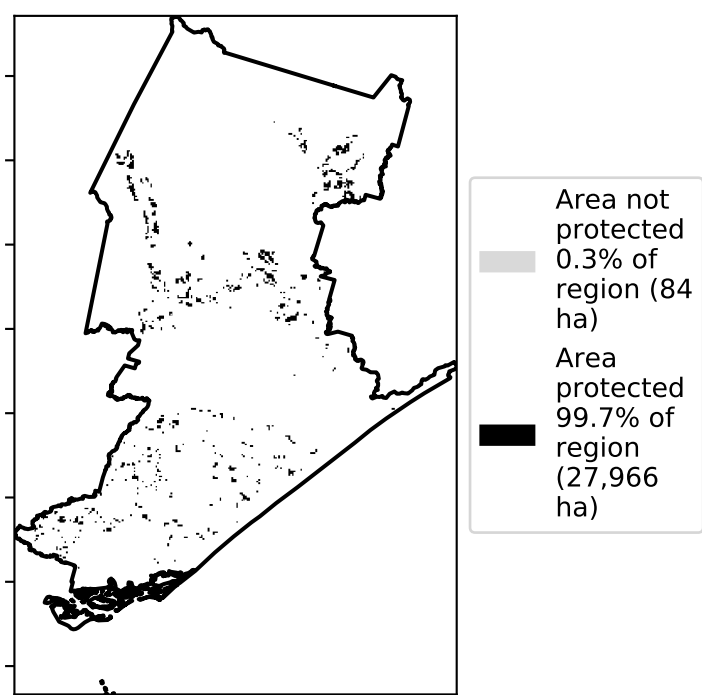 Area not
protected
0.3% of
region (84
ha)
Area
protected
99.7% of
region
(27,966
ha)